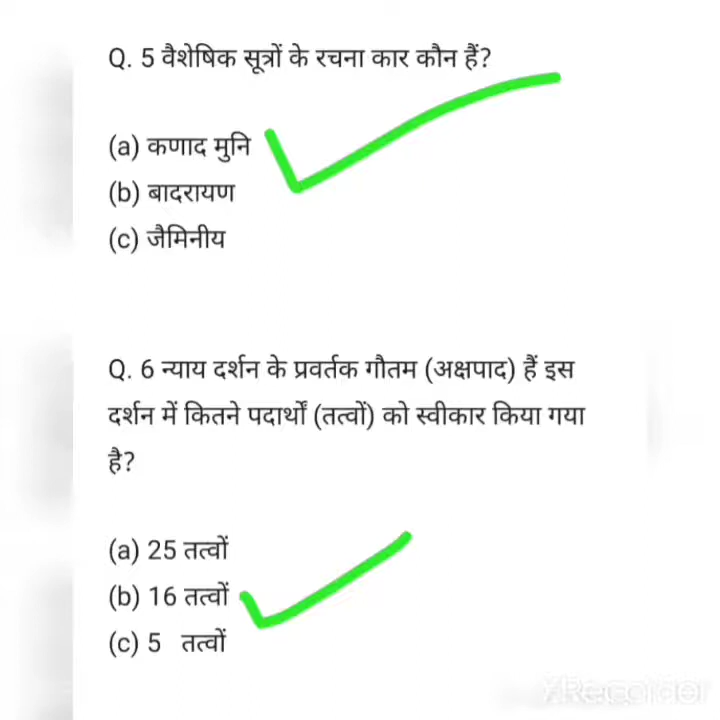 Q. 5 वैशेषिक सूत्रों के रचना कार कौन हैं?
(a) कणाद मुनि
(b) बादरायण
(c) जैमिनीय
Q. 6 न्याय दर्शन के प्रवर्तक गौतम (अक्षपाद) हैं इस
दर्शन में कितने पदार्थों (तत्वों) को स्वीकार किया गया
है?
(a) 25 तत्वों
(b) 16 तत्वों
(c) 5 तत्वों